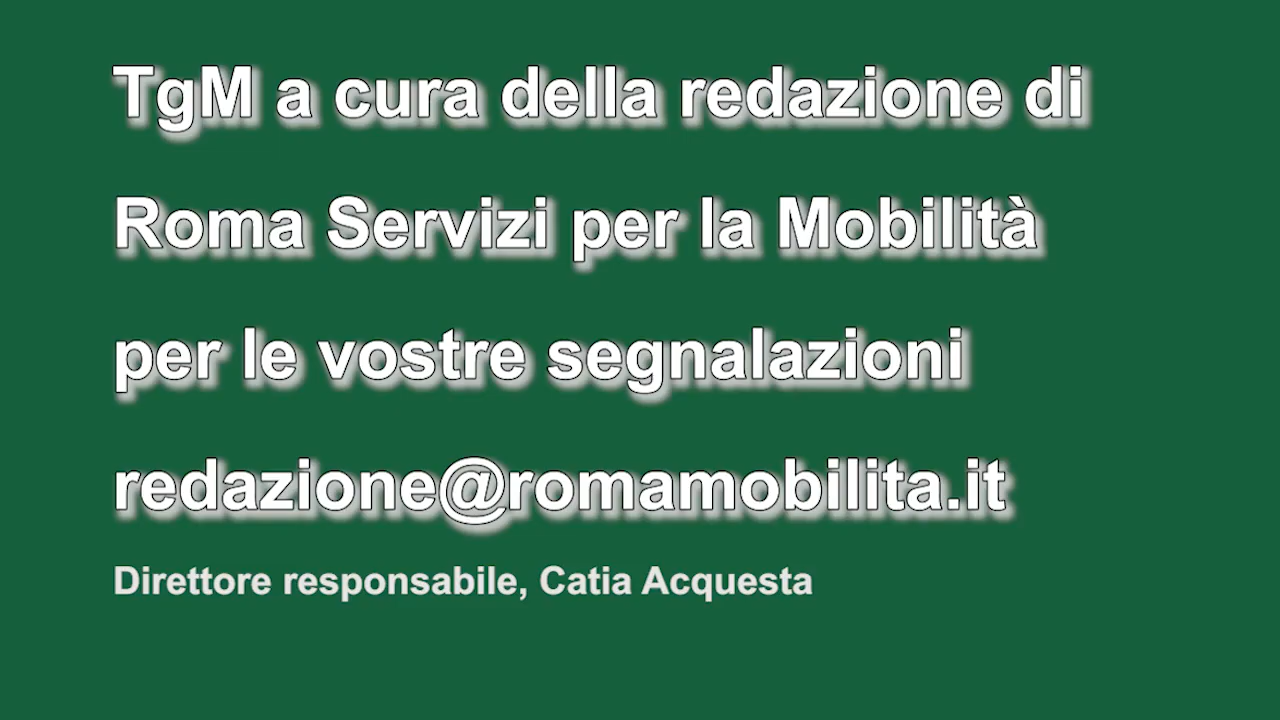 TgM a cura della redazione di
Roma Servizi per la Mobilità
per le vostre segnalazioni
redazione@romamobilita.it
Direttore responsabile, Catia Acquesta